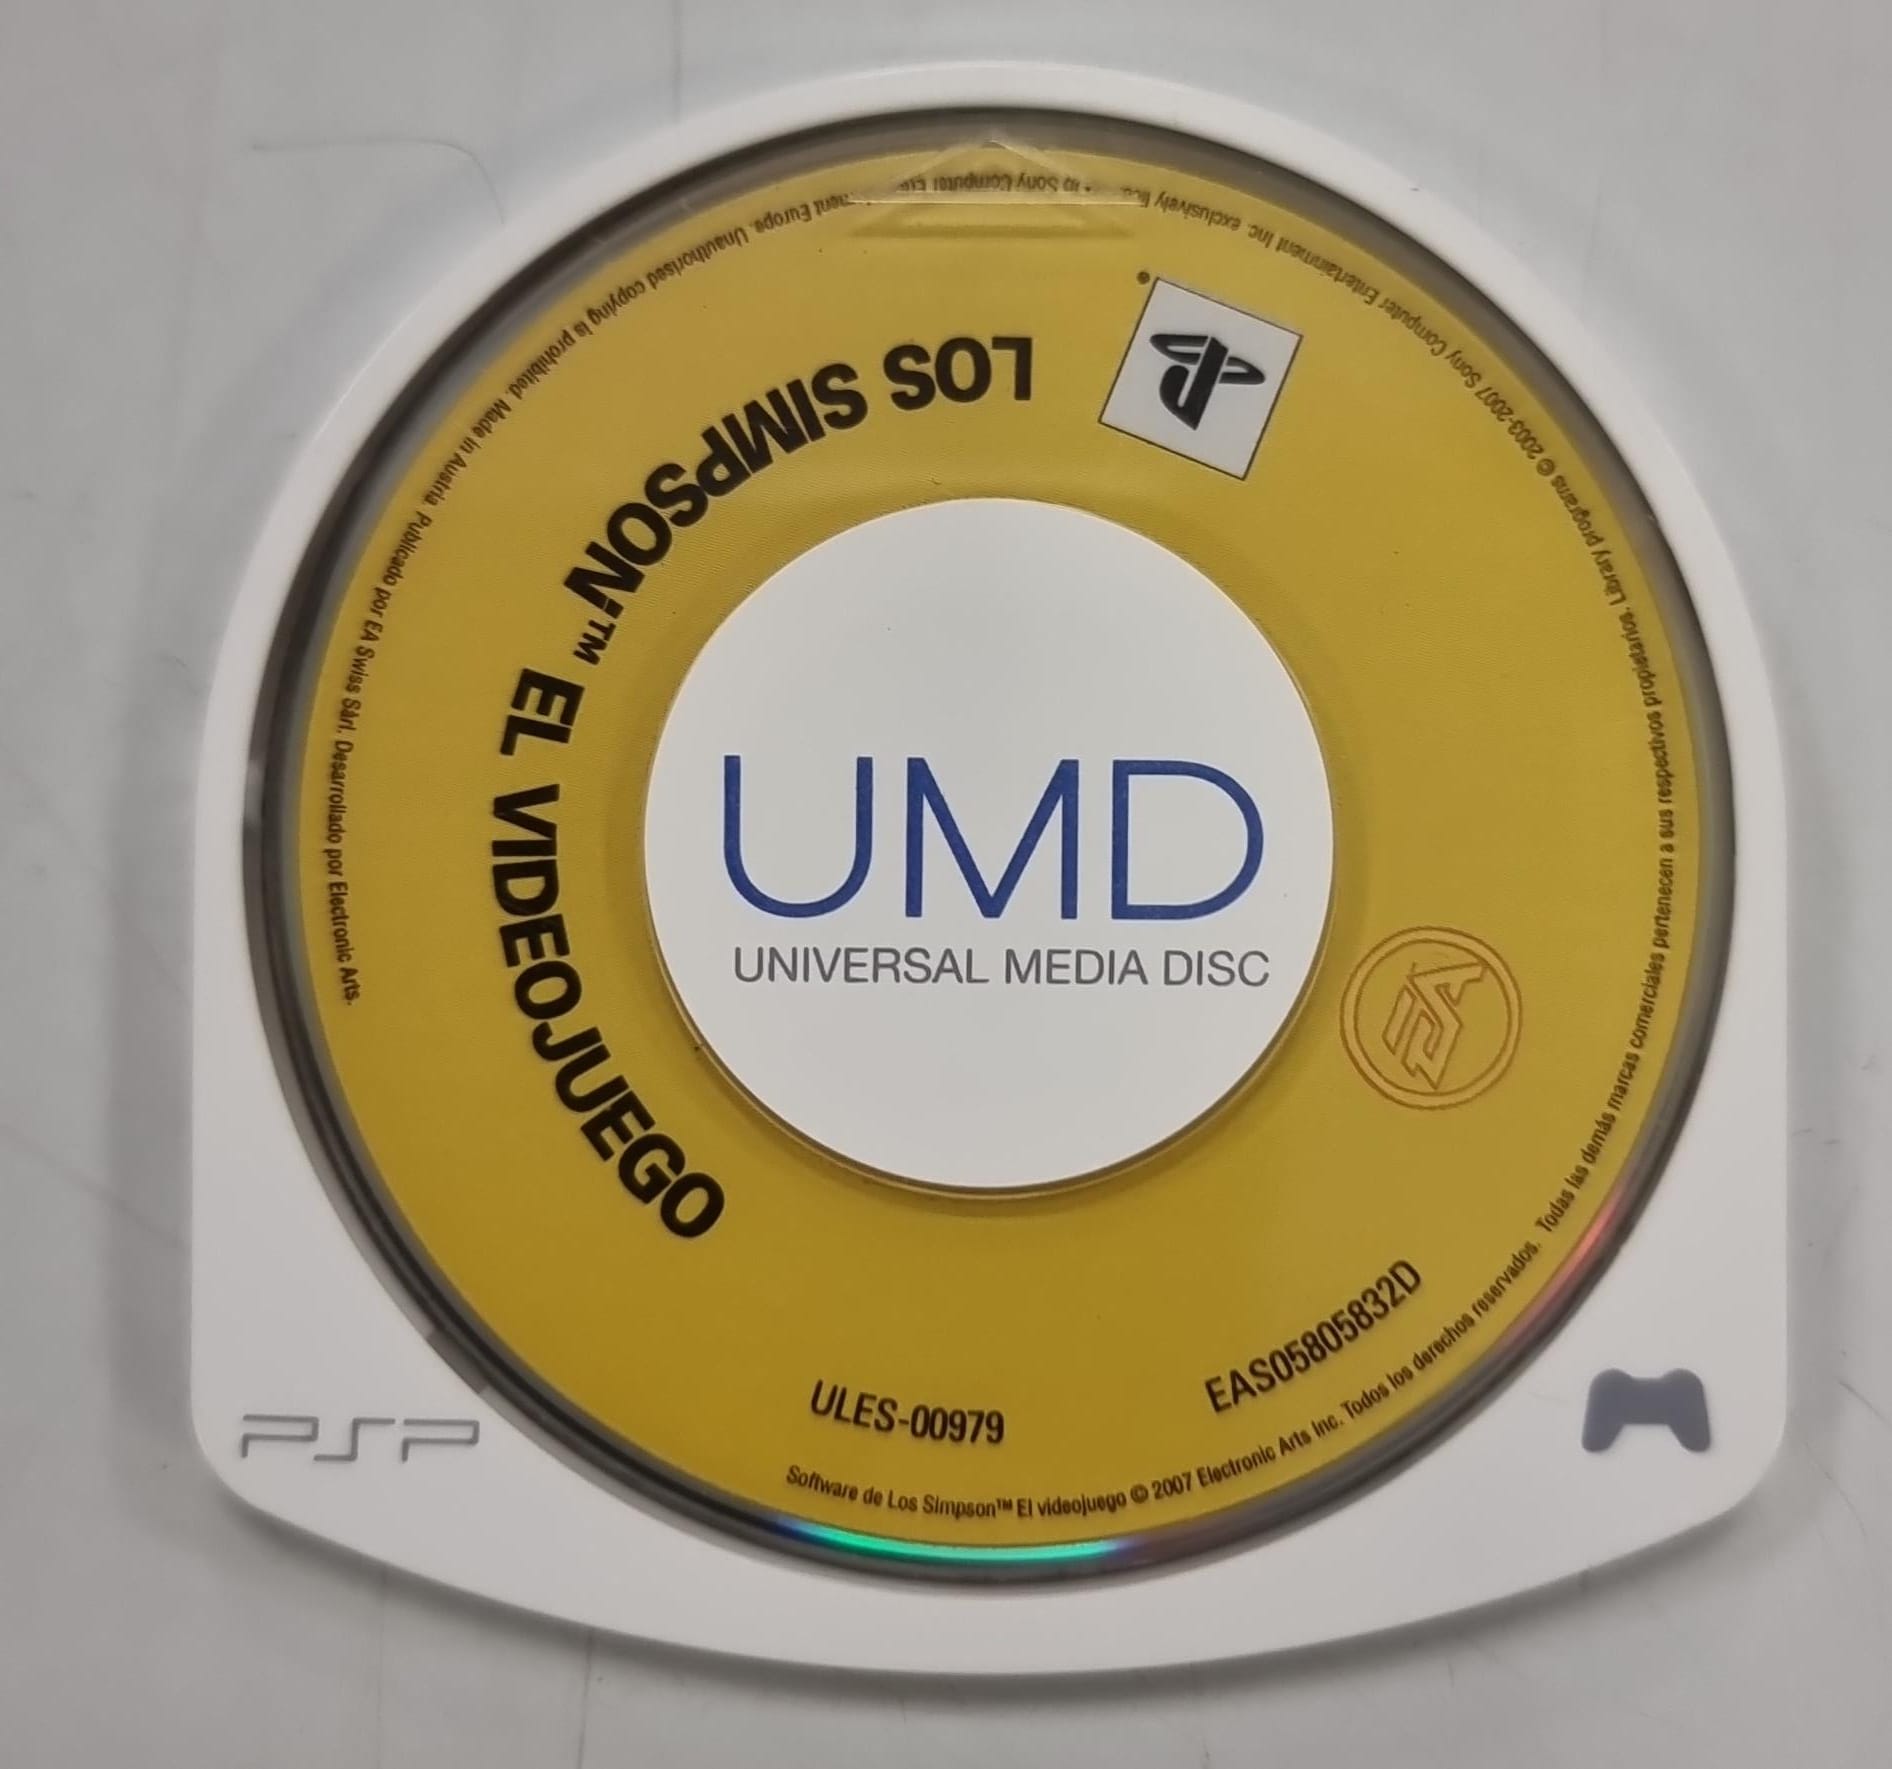 LOS SIMPSON™ EL VIDEOJUEGO
UMD
UNIVERSAL MEDIA DISC
EA
ULES-00979
EAS05805832D
Software de Los Simpson™ El videojuego © 2007 Electronic Arts Inc. Todos los derechos reservados. Todas las demás marcas comerciales pertenecen a sus respectivos propietarios. Library programs © 2003-2007 Sony Computer Entertainment Inc. exclusively to Sony Computer Europe. Unauthorised copying is prohibited. Made in Austria. Publicado por EA Swiss Sàrl. Desarrollado por Electronic Arts.
PSP